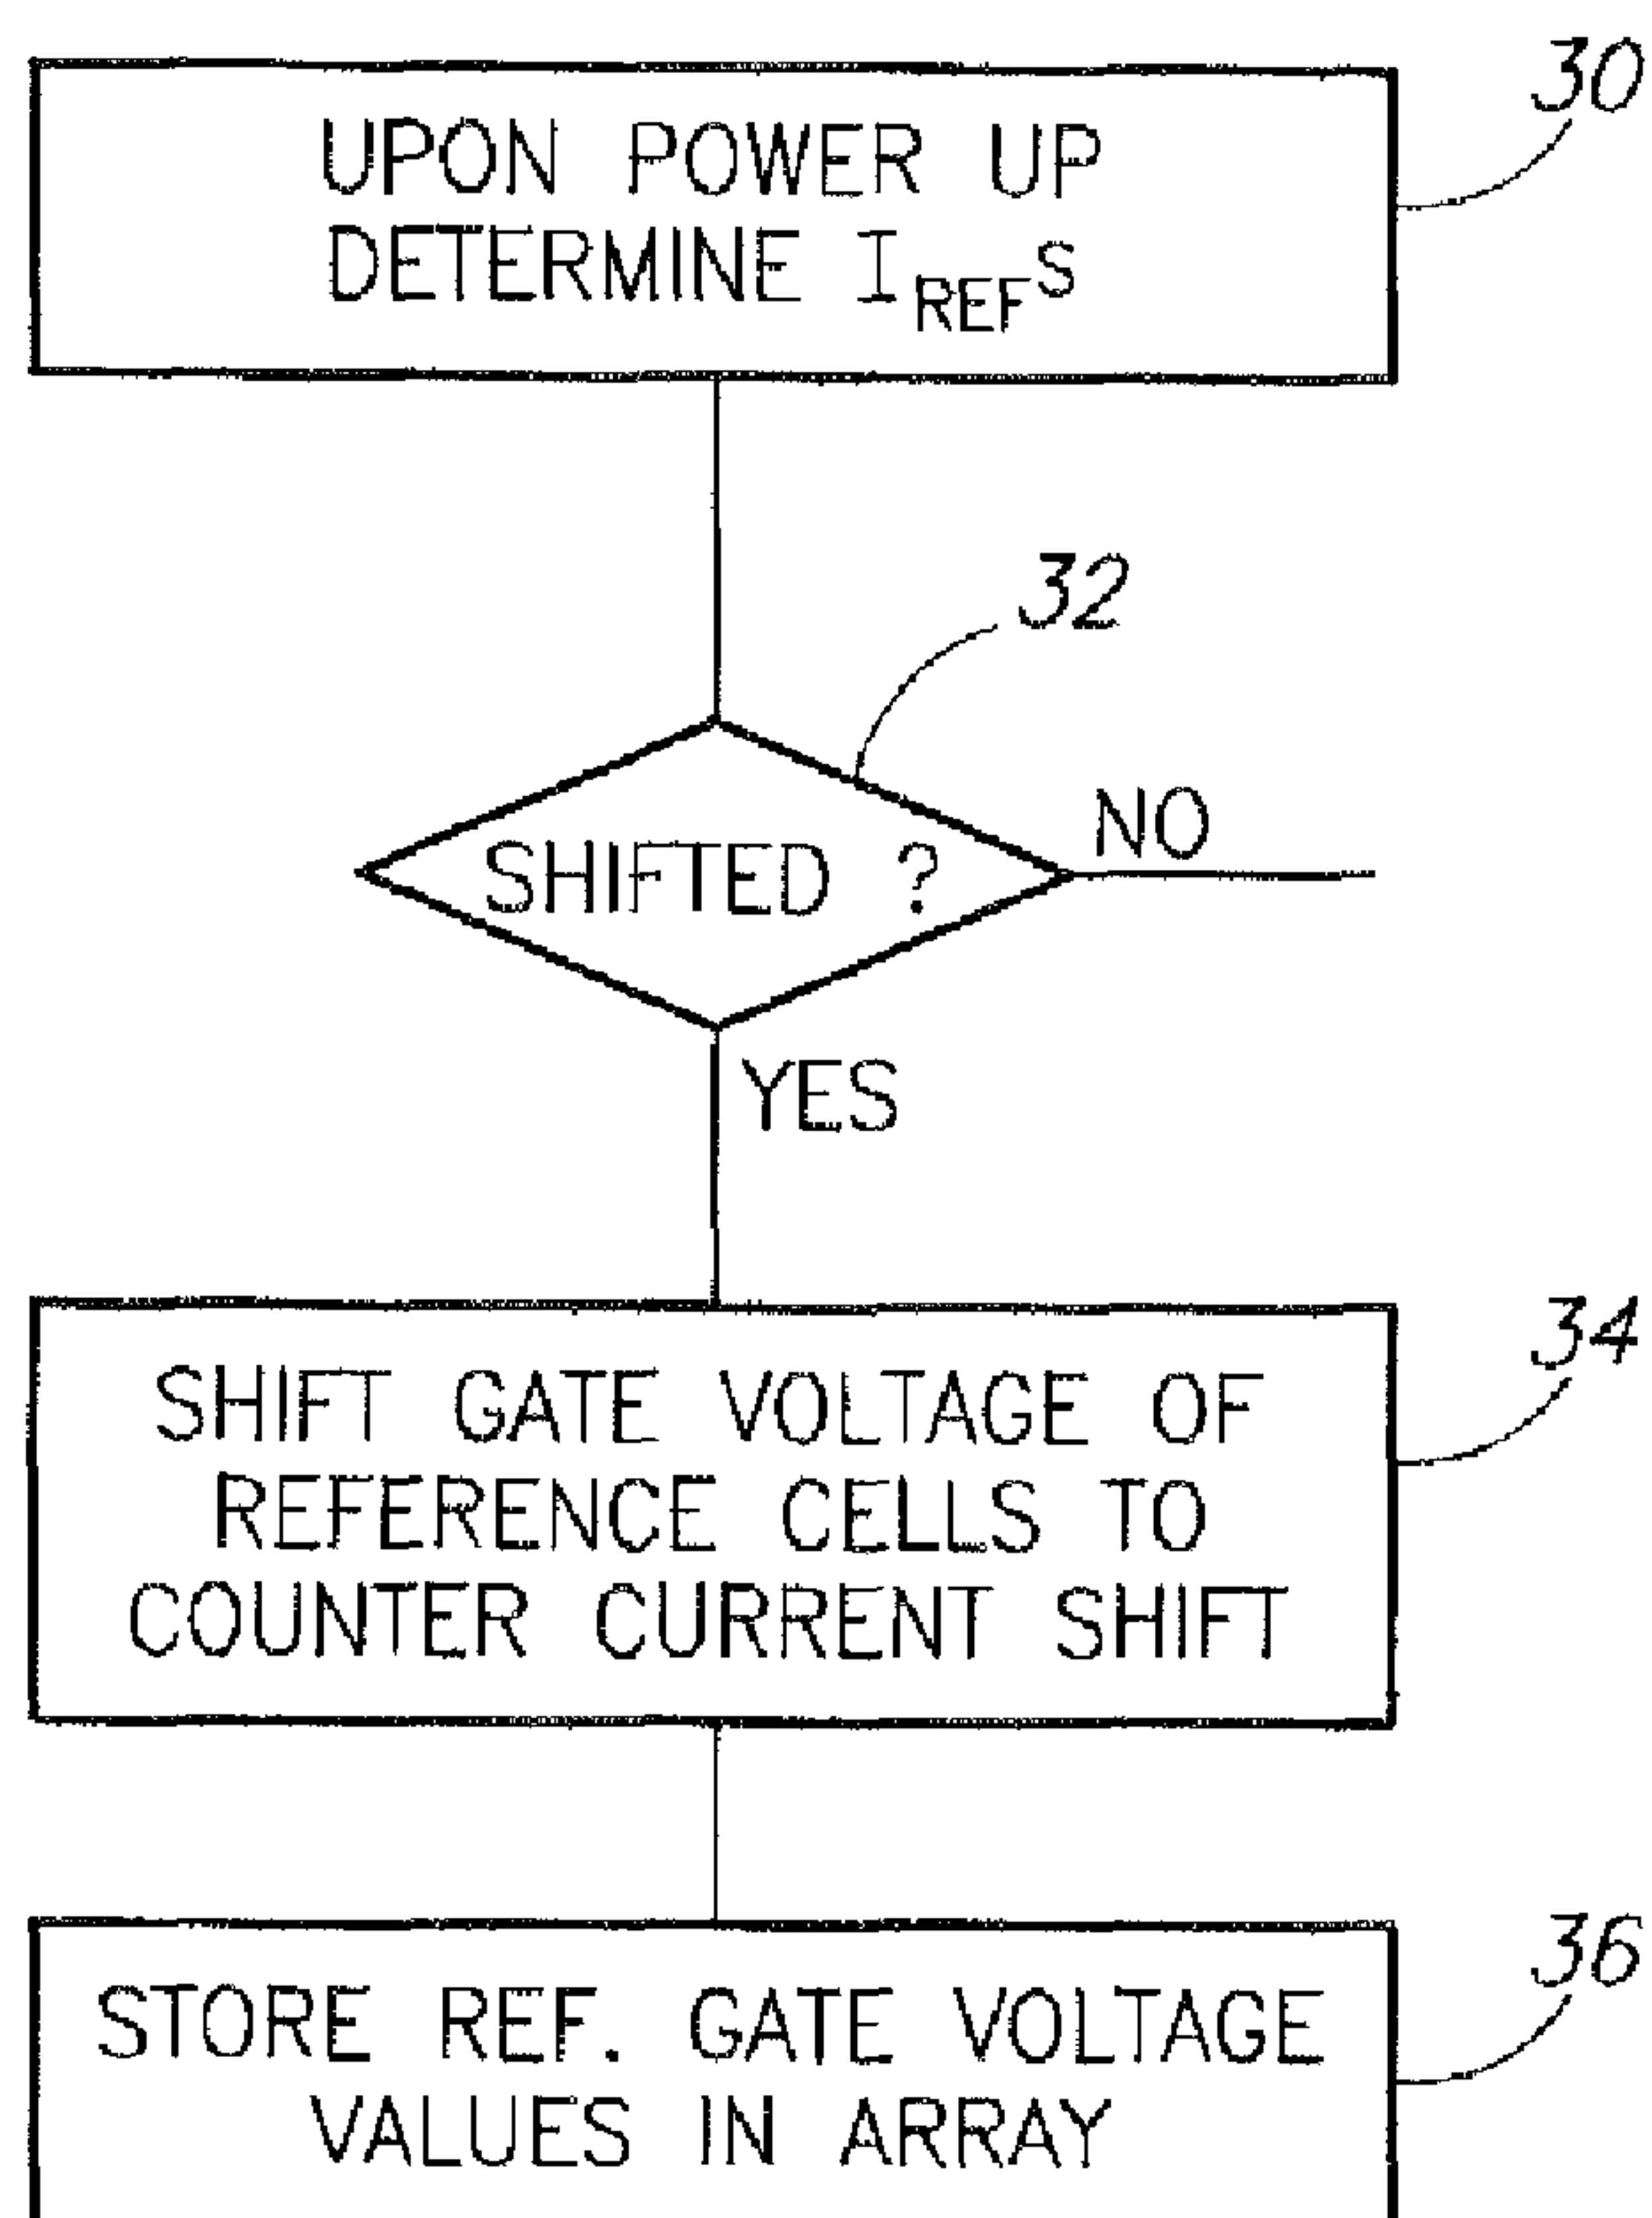 30
UPON POWER UP
DETERMINE I_REF S
32
SHIFTED ?
NO
YES
34
SHIFT GATE VOLTAGE OF
REFERENCE CELLS TO
COUNTER CURRENT SHIFT
36
STORE REF. GATE VOLTAGE
VALUES IN ARRAY